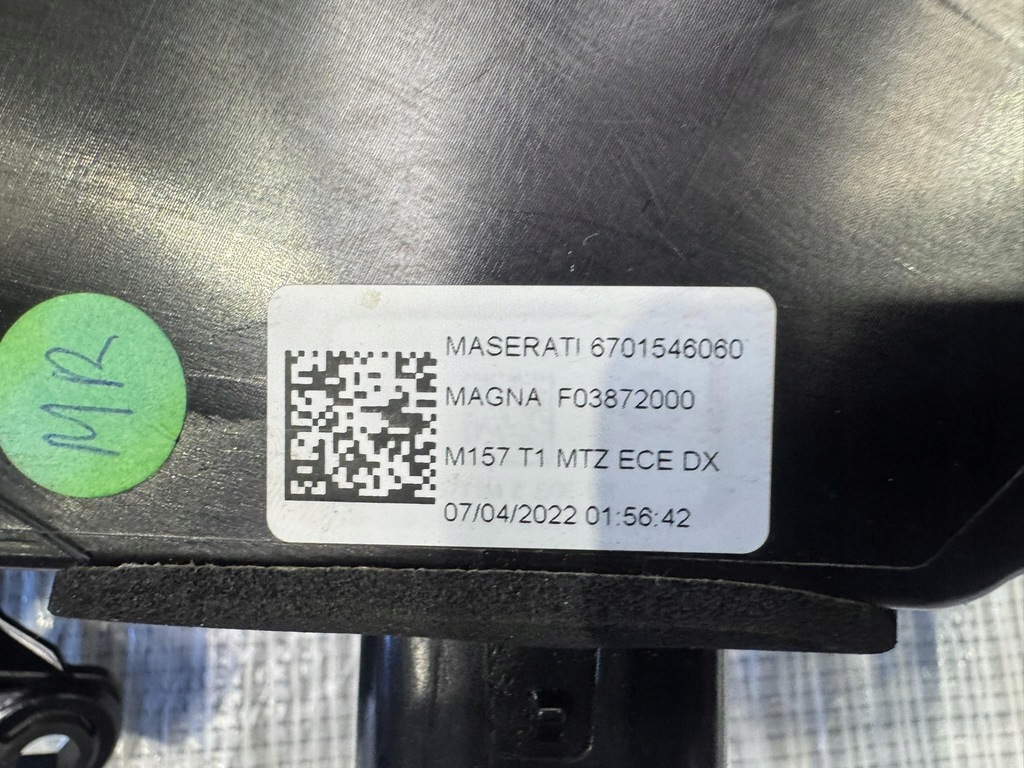 MR
MASERATI 6701546060
MAGNA F03872000
M157 T1 MTZ ECE DX
07/04/2022 01:56:42